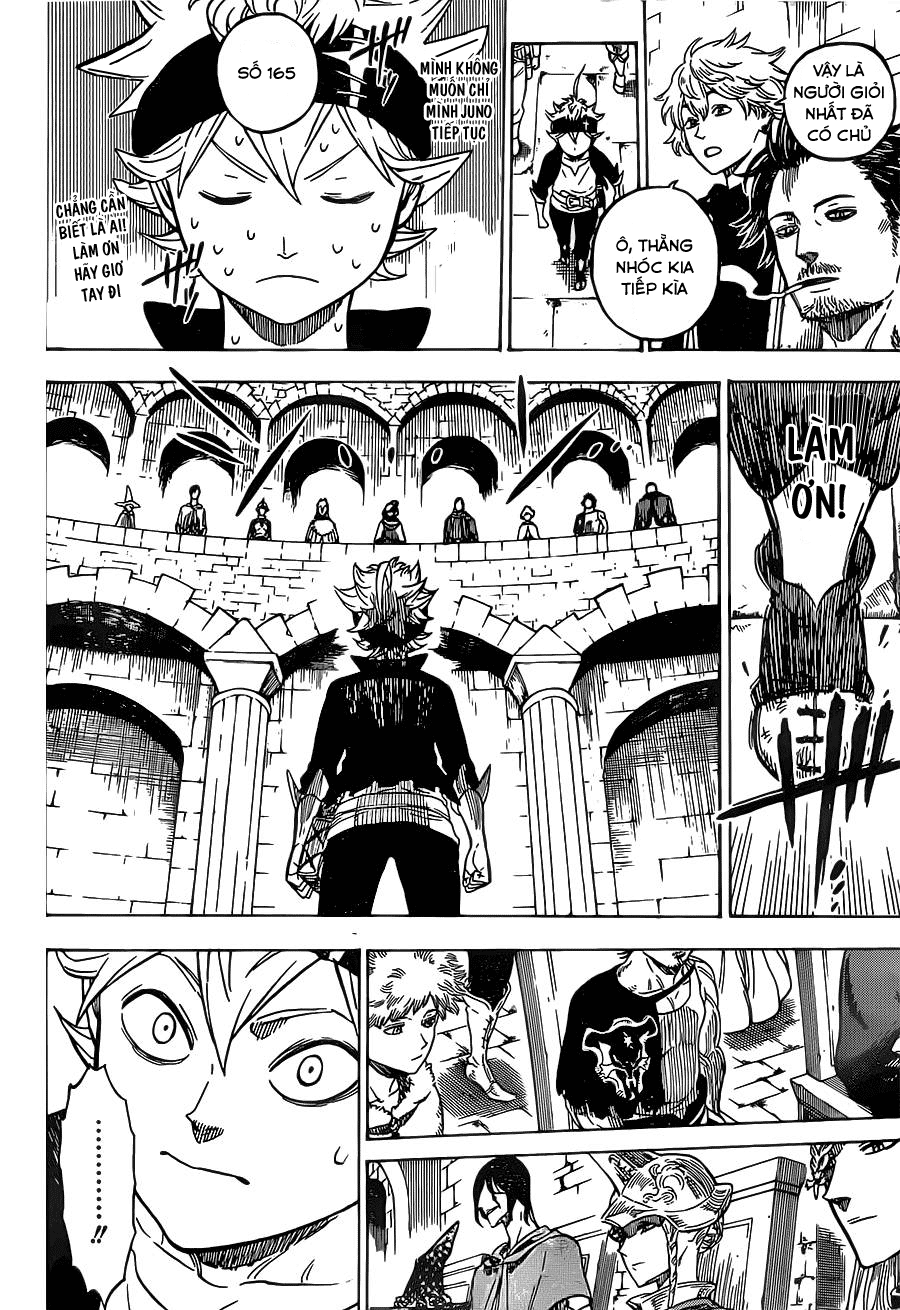 VẬY LÀ
NGƯỜI GIỎI
NHẤT ĐÃ
CÓ CHỦ
Ô, THẰNG
NHÓC KIA
TIẾP KÌA
SỐ 165
MÌNH KHÔNG
MUỐN CHỈ
MÌNH JUNO
TIẾP TỤC
CHẲNG CẦN
BIẾT LÀ AI!
LÀM ƠN
HÃY GIƠ
TAY ĐI
LÀM
ƠN!
........!!